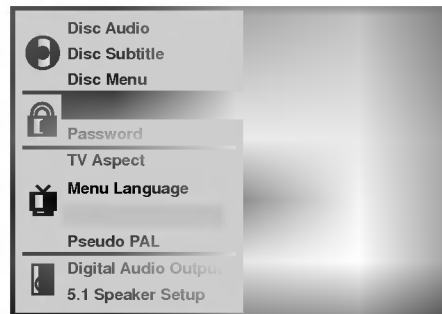 Disc Audio
Disc Subtitle
Disc Menu
Password
TV Aspect
Menu Language
Pseudo PAL
Digital Audio Output
5.1 Speaker Setup